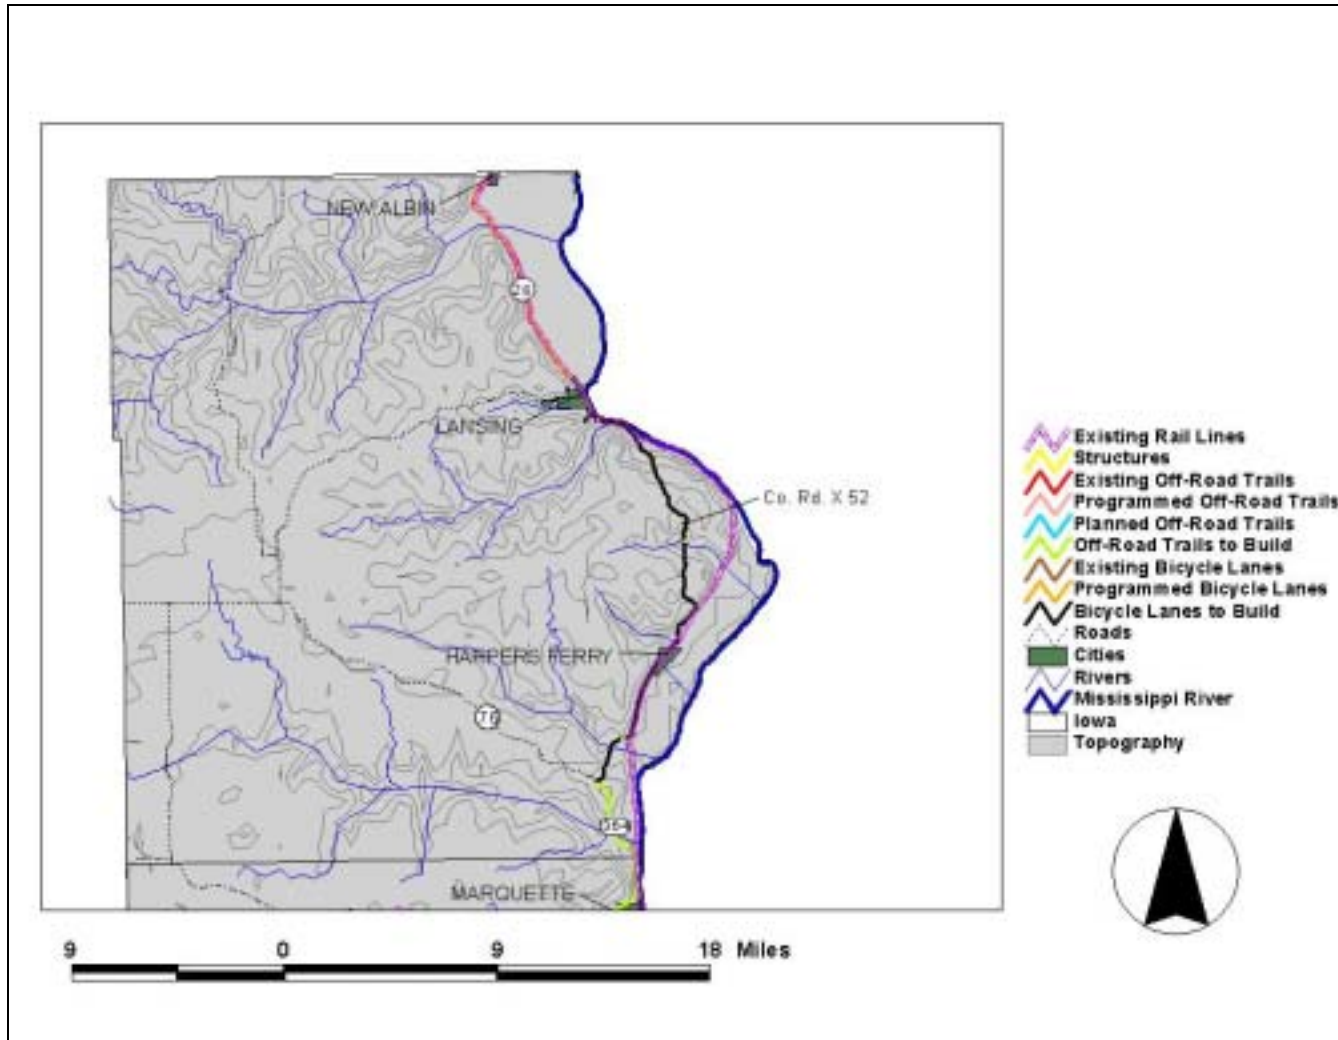 NEW ALBIN
26
LANSING
Co. Rd. X 52
HARPERS FERRY
76
364
MARQUETTE
Existing Rail Lines
Structures
Existing Off-Road Trails
Programmed Off-Road Trails
Planned Off-Road Trails
Off-Road Trails to Build
Existing Bicycle Lanes
Programmed Bicycle Lanes
Bicycle Lanes to Build
Roads
Cities
Rivers
Mississippi River
Iowa
Topography
9 0 9 18 Miles